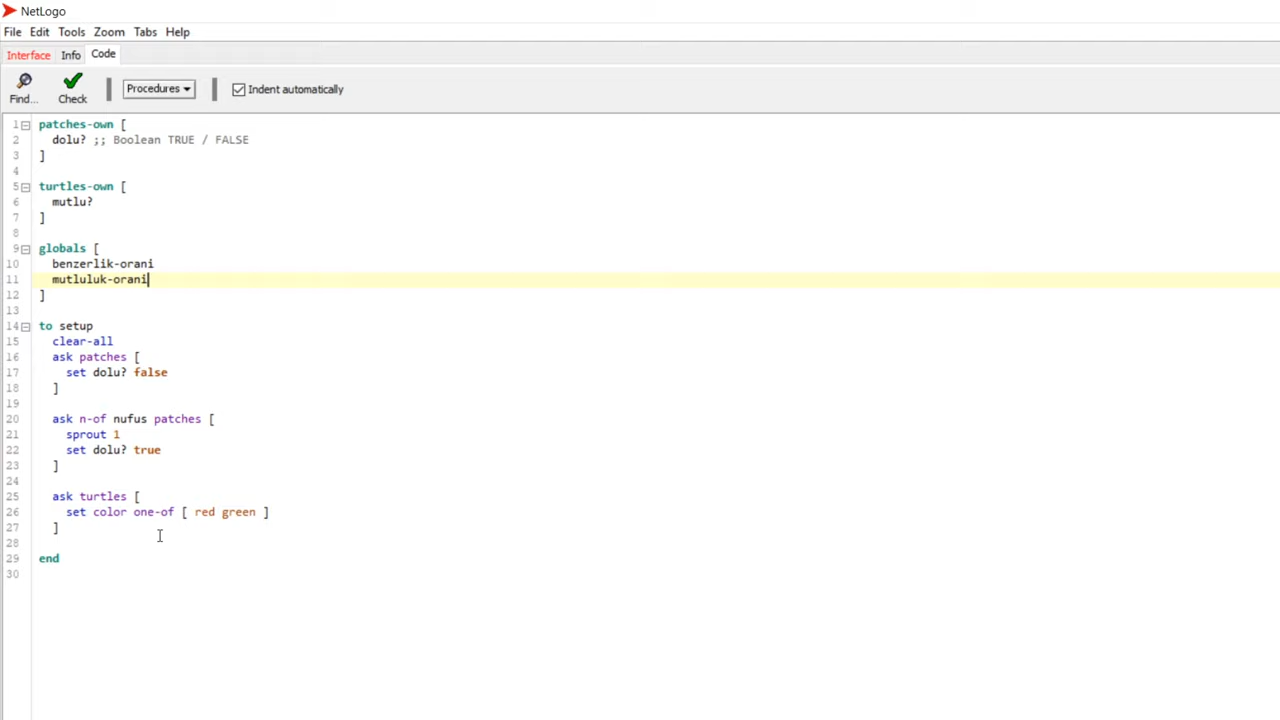 NetLogo
File Edit Tools Zoom Tabs Help
Interface Info Code
Find... Check Procedures Indent automatically
1 patches-own [
2 dolu? ;; Boolean TRUE / FALSE
3 ]
4
5 turtles-own [
6 mutlu?
7 ]
8
9 globals [
10 benzerlik-orani
11 mutluluk-orani
12 ]
13
14 to setup
15 clear-all
16 ask patches [
17 set dolu? false
18 ]
19
20 ask n-of nufus patches [
21 sprout 1
22 set dolu? true
23 ]
24
25 ask turtles [
26 set color one-of [ red green ]
27 ]
28
29 end
30